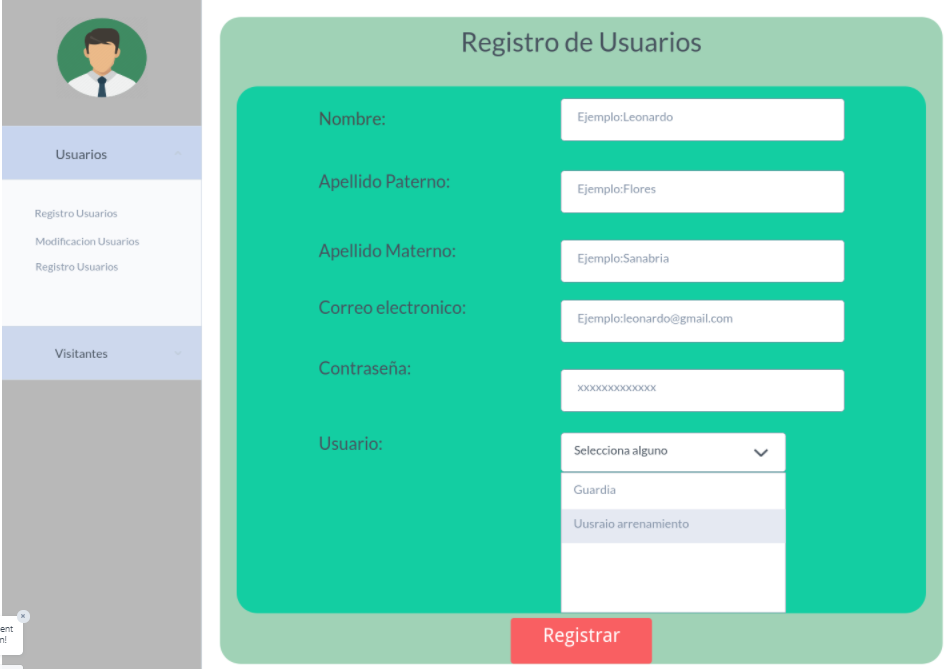 Registro de Usuarios
Usuarios
Registro Usuarios
Modificacion Usuarios
Registro Usuarios
Visitantes
Nombre:
Ejemplo:Leonardo
Apellido Paterno:
Ejemplo:Flores
Apellido Materno:
Ejemplo:Sanabria
Correo electronico:
Ejemplo:leonardo@gmail.com
Contraseña:
xxxxxxxxxxxxx
Usuario:
Selecciona alguno
Guardia
Uusraio arrenamiento
Registrar
ent
n!